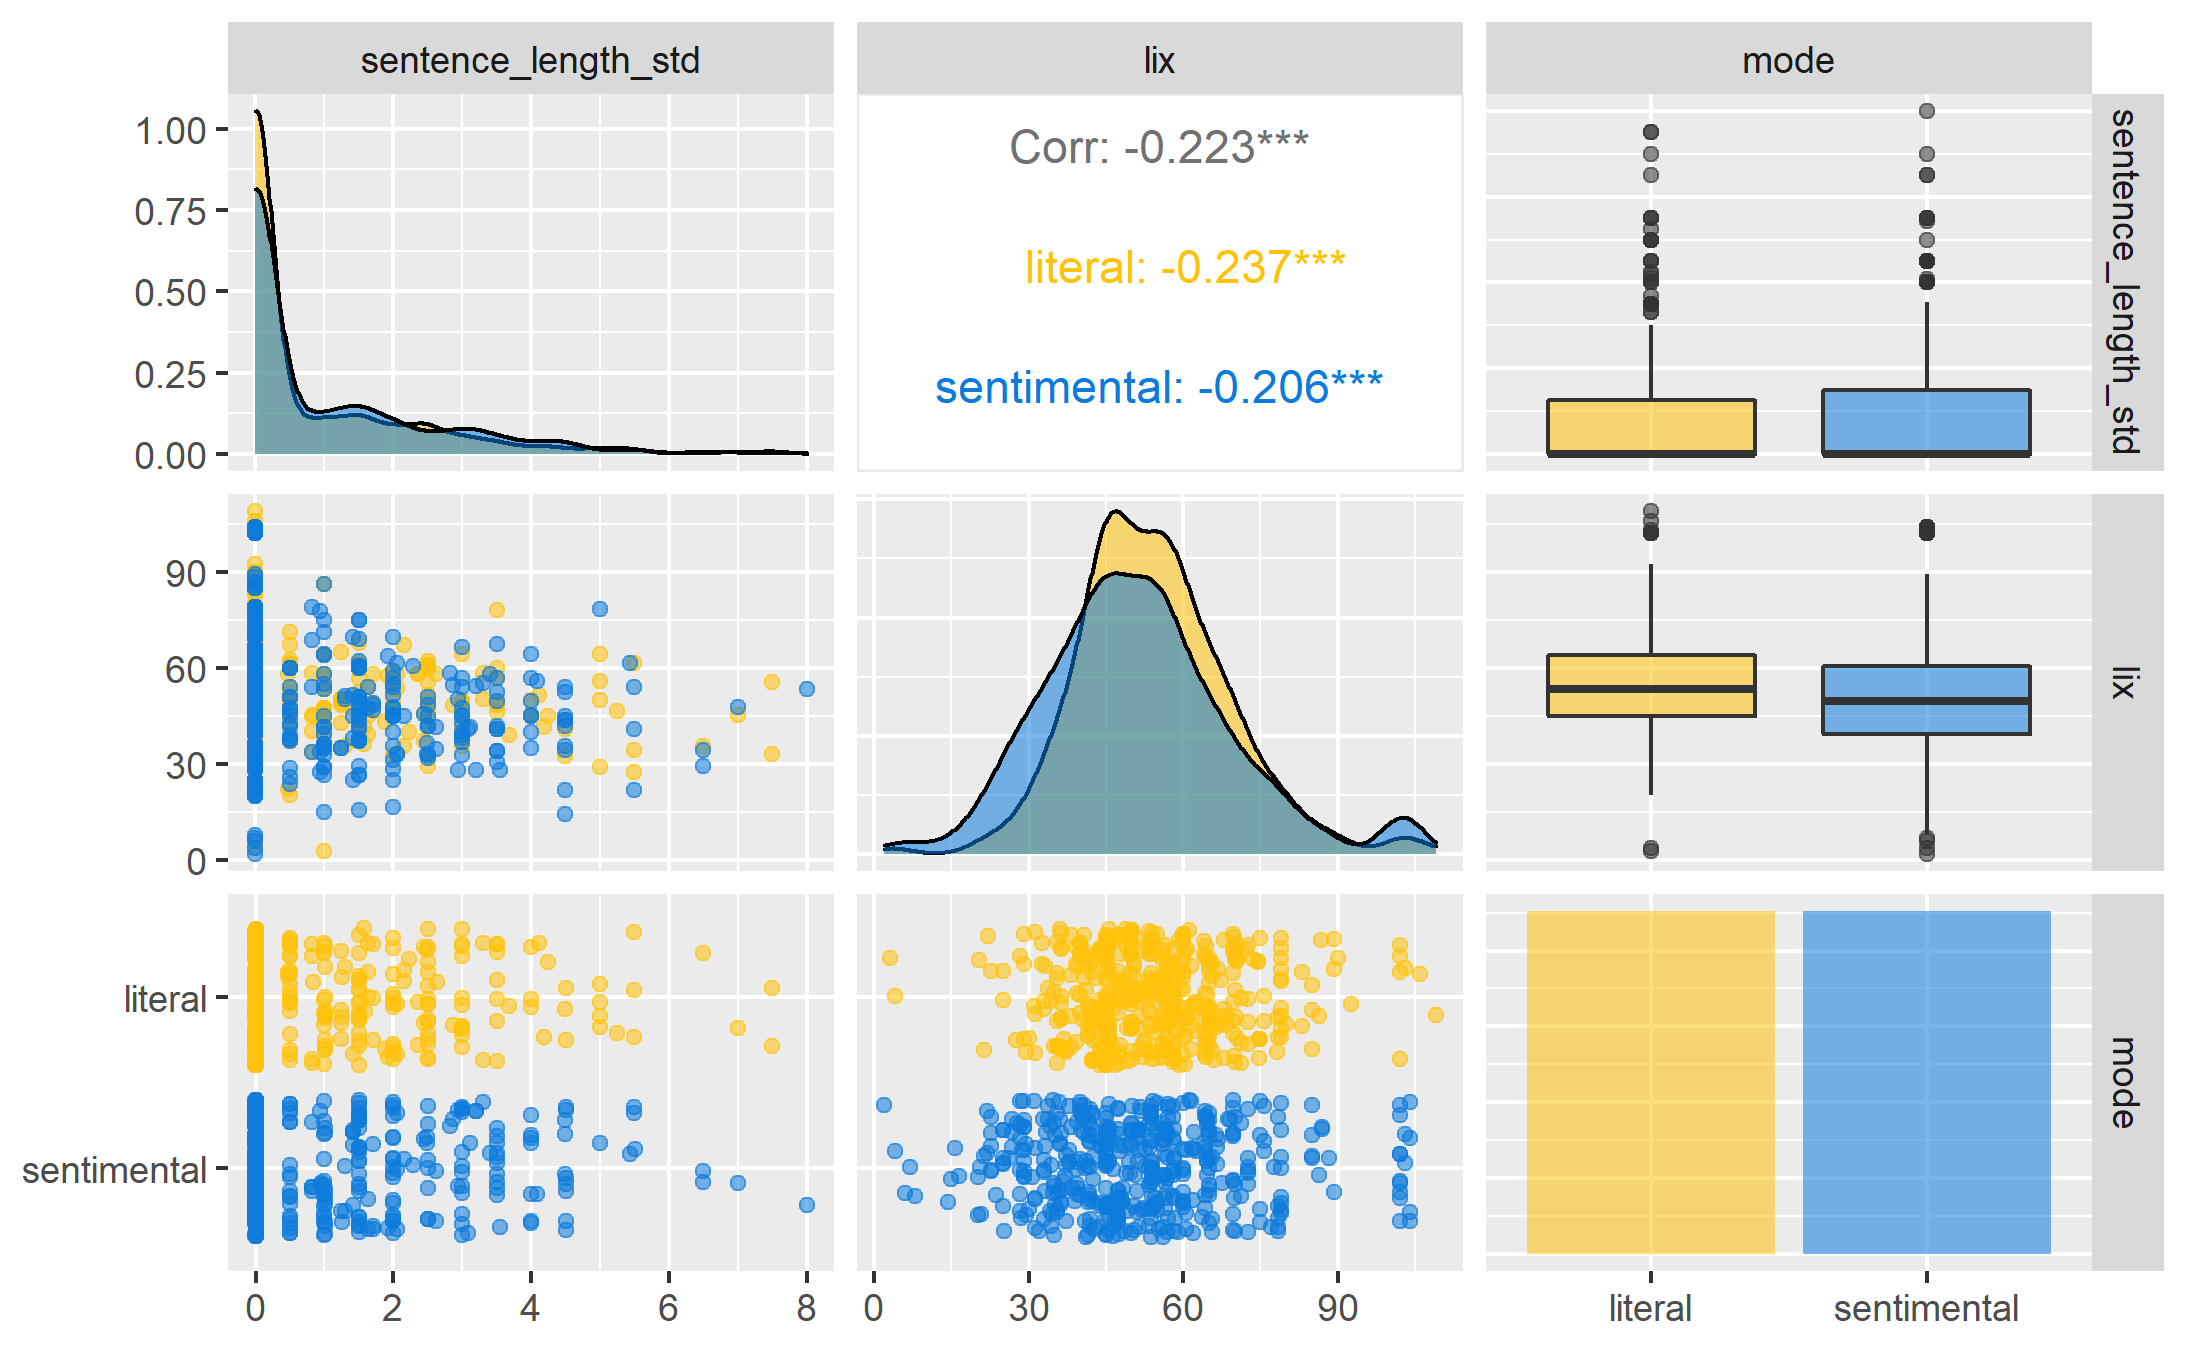 sentence_length_std
lix
mode
1.00
0.75
0.50
0.25
0.00
Corr: -0.223***
literal: -0.237***
sentimental: -0.206***
sentence_length_std
90
60
30
0
lix
literal
sentimental
mode
0 2 4 6 8
0 30 60 90
literal sentimental